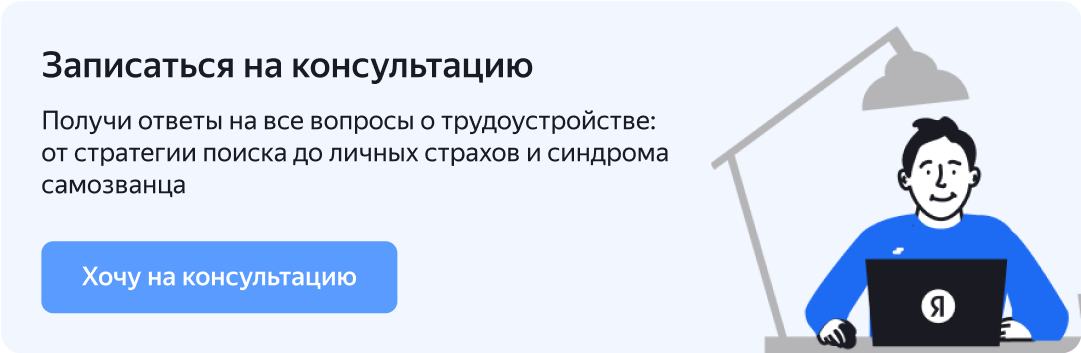 Записаться на консультацию
Получи ответы на все вопросы о трудоустройстве:
от стратегии поиска до личных страхов и синдрома
самозванца
Хочу на консультацию
Я